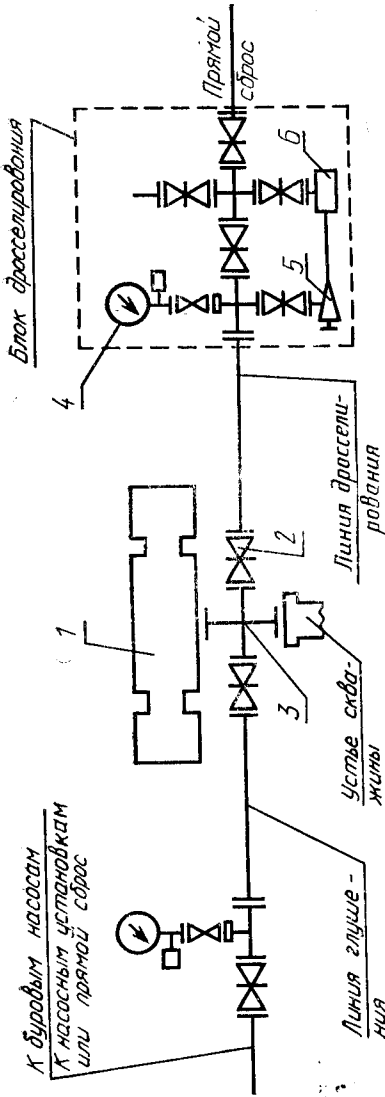 К буровым насосам
К насосным установкам
или прямой сброс
1
4
Блок дросселирования
Прямой
сброс
2
3
5
6
Линия глуше-
ния
Устье сква-
жины
Линия дроссели-
рования